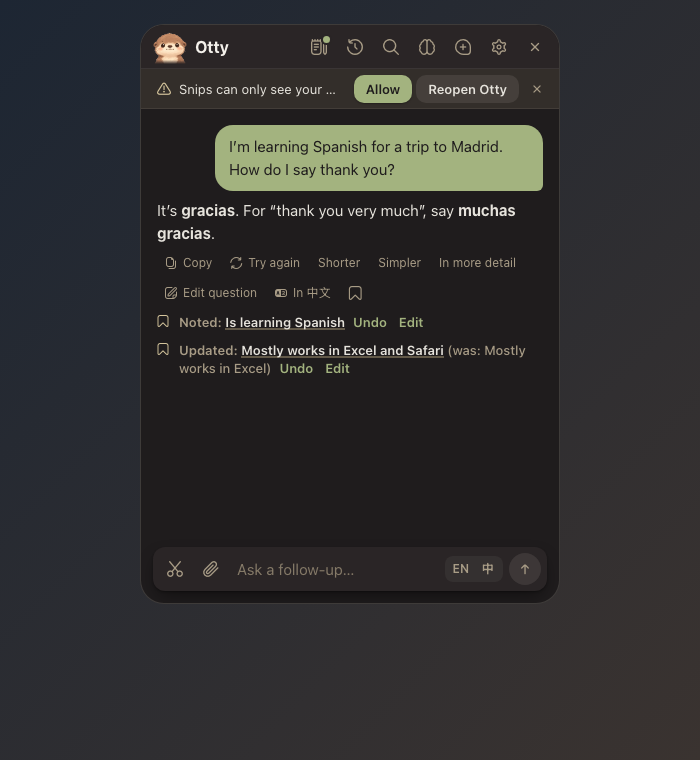 Otty
Snips can only see your ...
Allow
Reopen Otty
I'm learning Spanish for a trip to Madrid.
How do I say thank you?
It's gracias. For “thank you very much”, say muchas
gracias.
Copy
Try again
Shorter
Simpler
In more detail
Edit question
In 中文
Noted: Is learning Spanish Undo Edit
Updated: Mostly works in Excel and Safari (was: Mostly
works in Excel) Undo Edit
Ask a follow-up...
EN 中